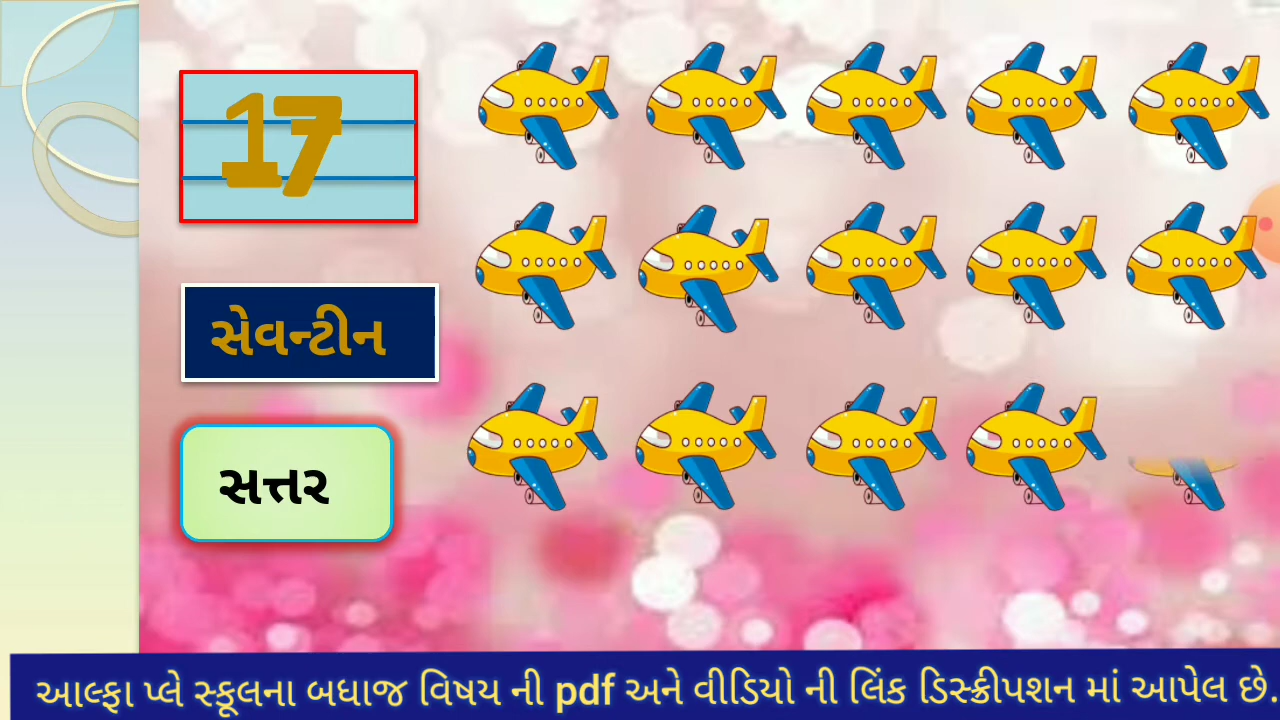 17
સેવન્ટીન
સત્તર
આલ્ફા પ્લે સ્કૂલના બધાજ વિષય ની pdf અને વીડિયો ની લિંક ડિસ્ક્રીપશન માં આપેલ છે.